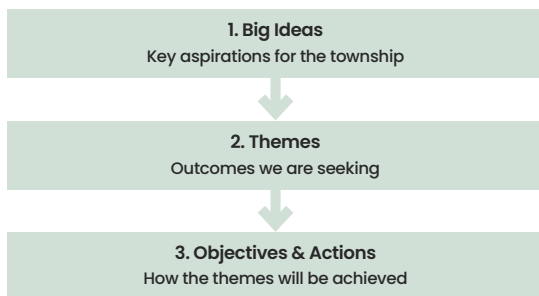 1. Big Ideas
Key aspirations for the township
2. Themes
Outcomes we are seeking
3. Objectives & Actions
How the themes will be achieved